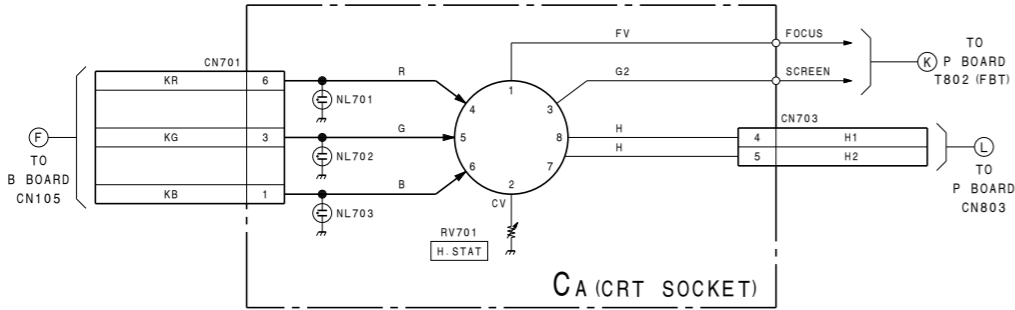 FV
FOCUS
TO
P BOARD
T802 (FBT)
K
CN701
R
G2
SCREEN
KR 6
NL701
1
4
3
CN703
F
TO
B BOARD
CN105
KG 3
G
NL702
5
8
H
4 H1
H
5 H2
L
TO
P BOARD
CN803
6
7
KB 1
B
NL703
2
CV
RV701
H.STAT
CA (CRT SOCKET)